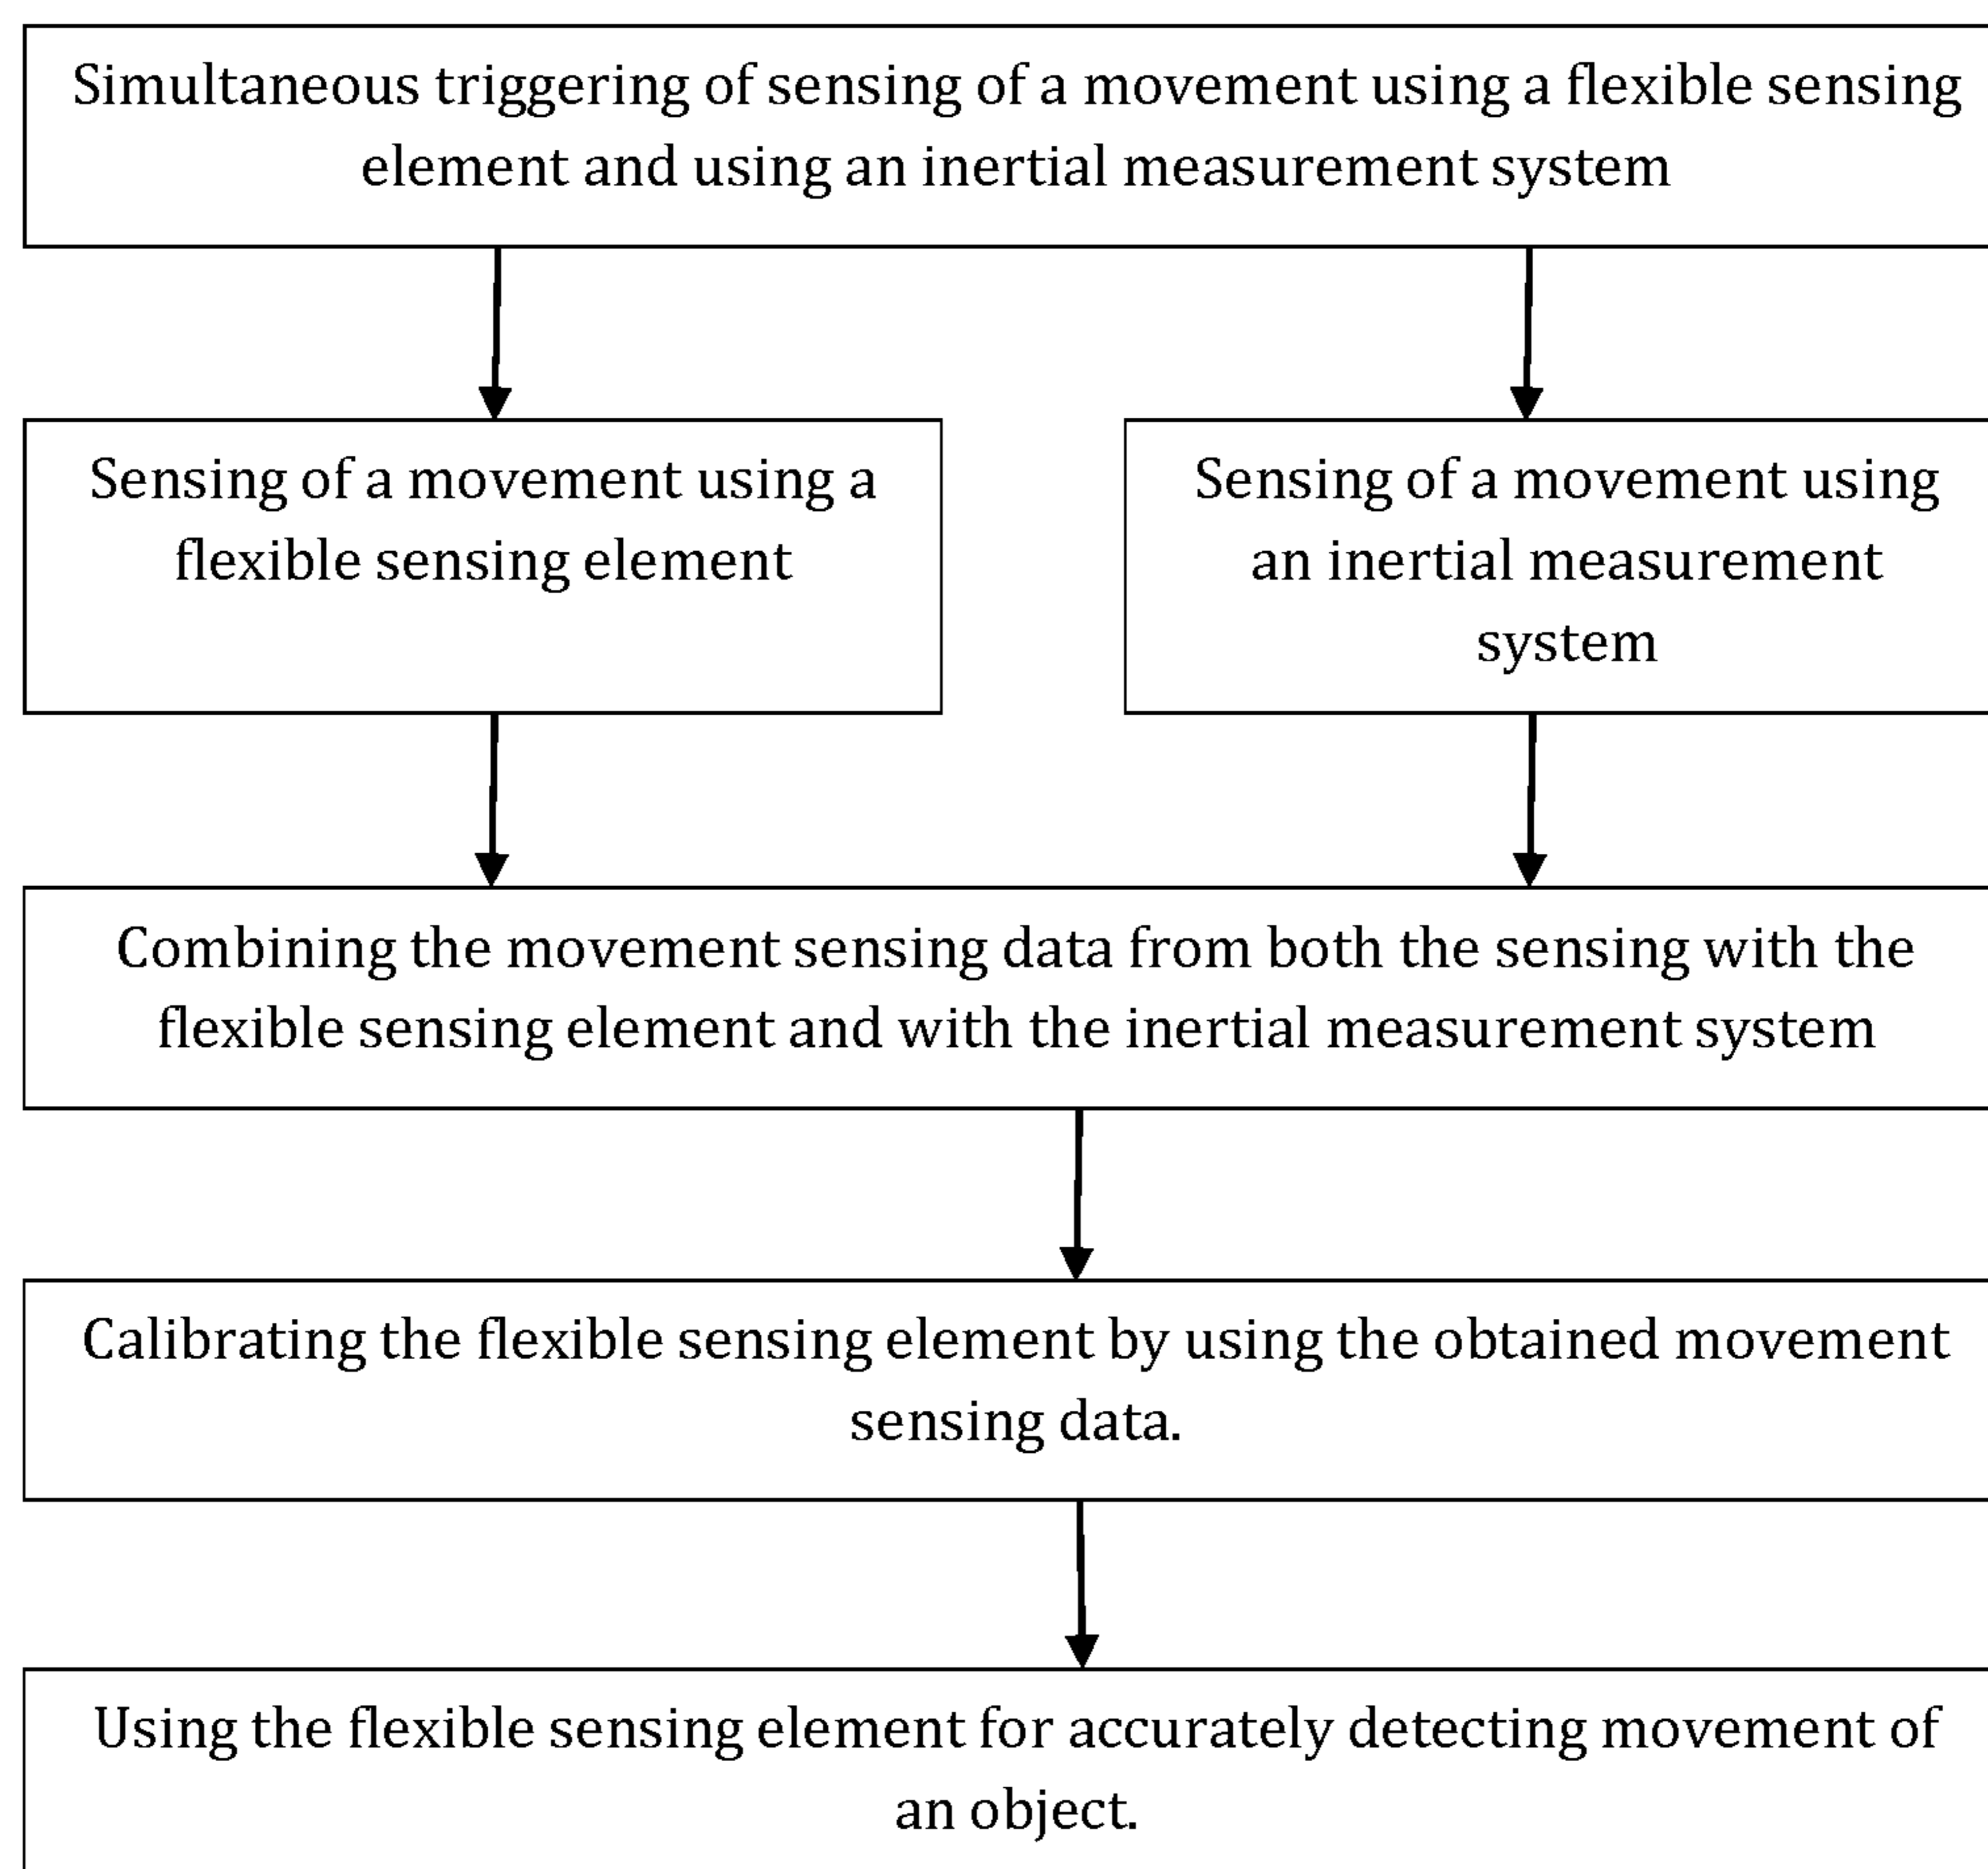 Simultaneous triggering of sensing of a movement using a flexible sensing
element and using an inertial measurement system
Sensing of a movement using a
flexible sensing element
Sensing of a movement using
an inertial measurement
system
Combining the movement sensing data from both the sensing with the
flexible sensing element and with the inertial measurement system
Calibrating the flexible sensing element by using the obtained movement
sensing data.
Using the flexible sensing element for accurately detecting movement of
an object.